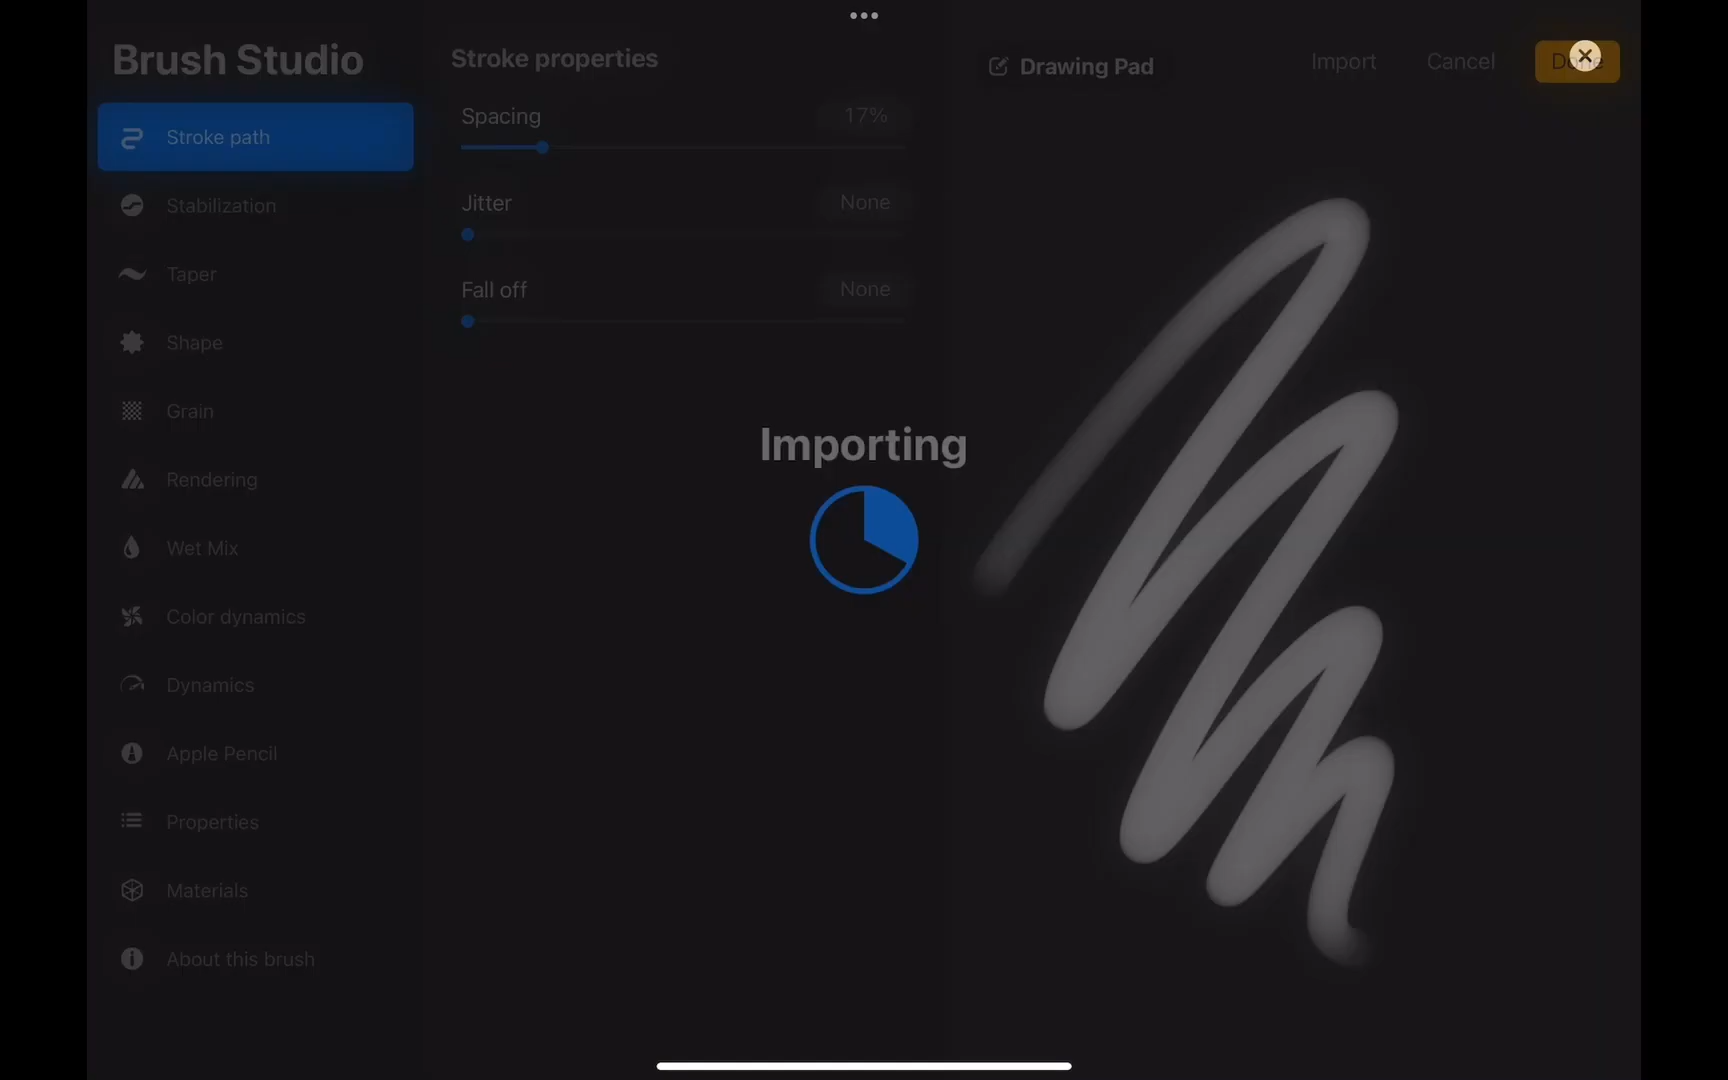 Brush Studio
Stroke path
Stabilization
Taper
Shape
Grain
Rendering
Wet Mix
Color dynamics
Dynamics
Apple Pencil
Properties
Materials
About this brush
Stroke properties
Spacing 17%
Jitter None
Fall off None
Importing
Drawing Pad
Import Cancel Done